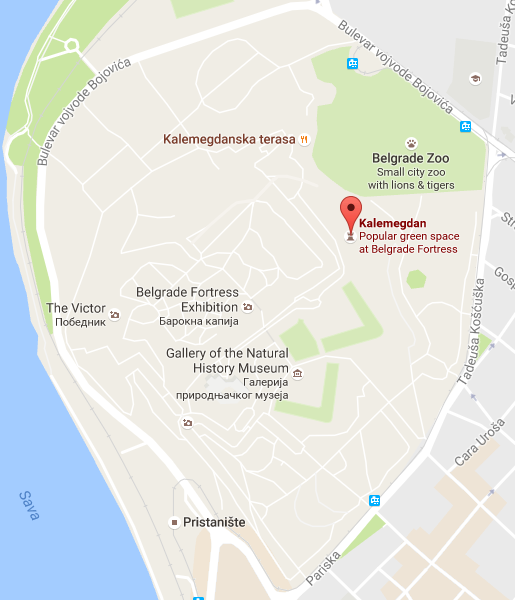 Bulevar vojvode Bojovića
Tadeuša Ko
Bulevar vojvode Bojovića
Kalemegdanska terasa
Belgrade Zoo
Small city zoo
with lions & tigers
Kalemegdan
Popular green space
at Belgrade Fortress
Belgrade Fortress
Exhibition
Барокна капија
The Victor
Победник
Gallery of the Natural
History Museum
Галерија
природњачког музеја
Gosp
Tadeuša Košćuška
Cara Uroša
Sava
Pristanište
Pariska